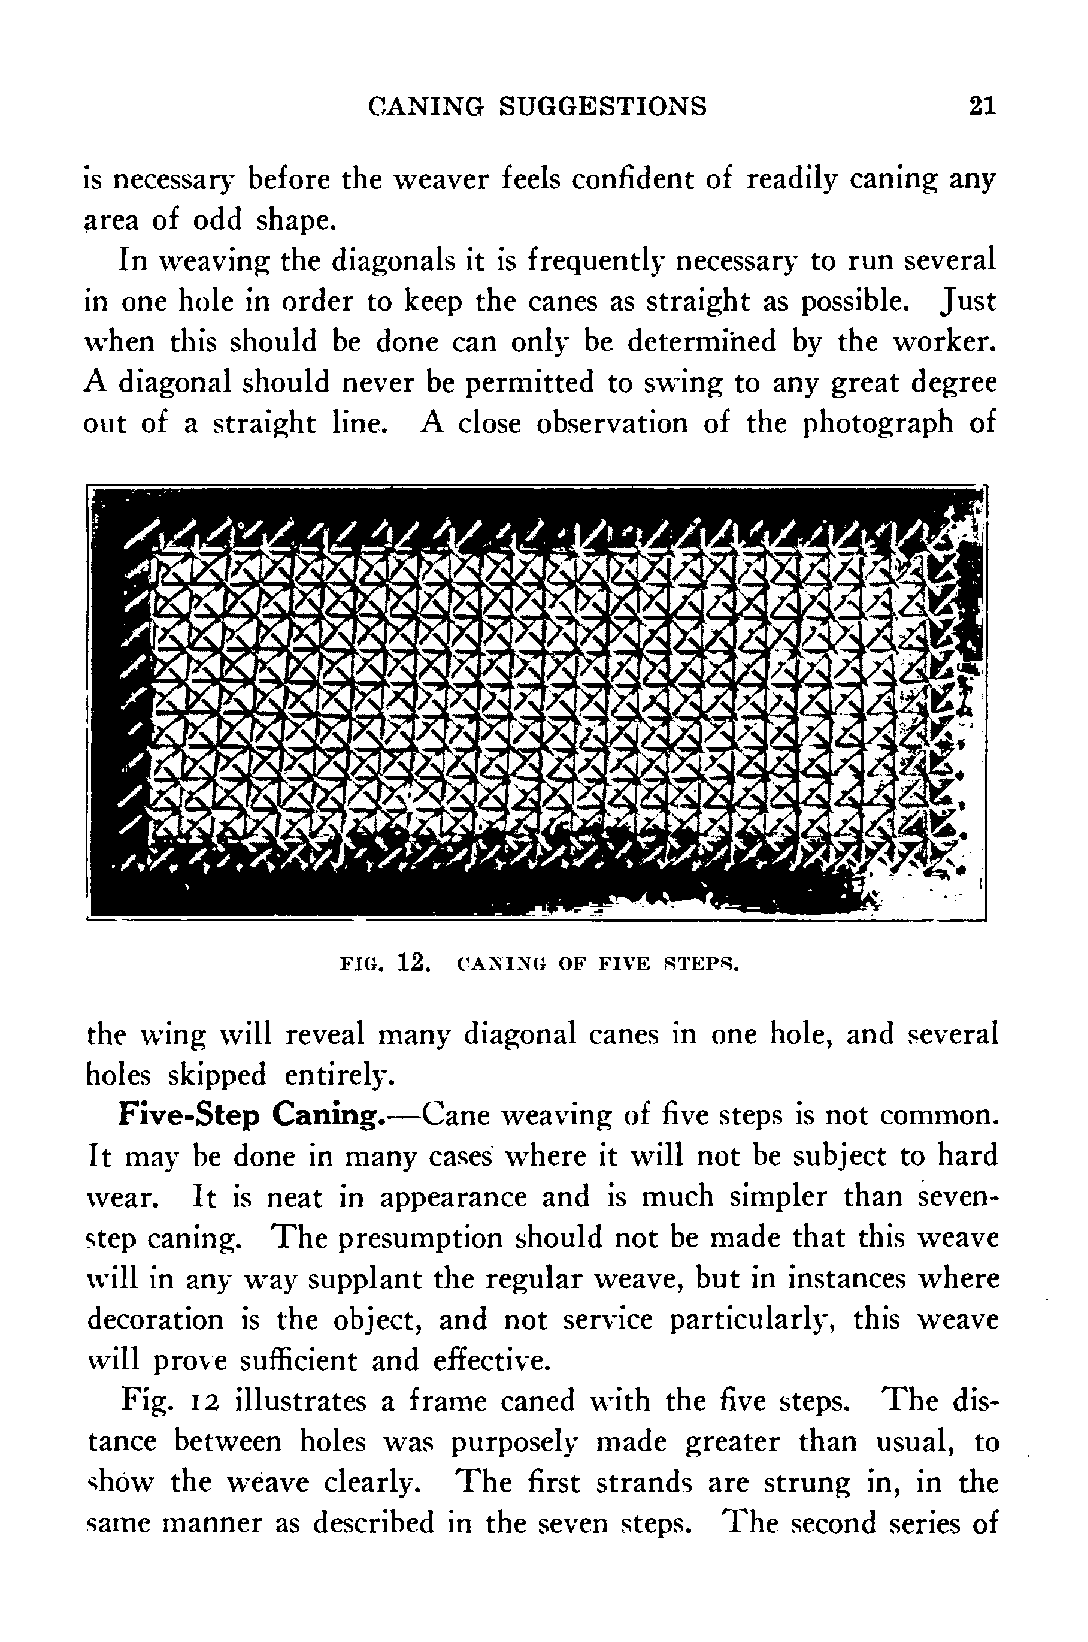 CANING SUGGESTIONS 21
is necessary before the weaver feels confident of readily caning any
area of odd shape.
In weaving the diagonals it is frequently necessary to run several
in one hole in order to keep the canes as straight as possible. Just
when this should be done can only be determined by the worker.
A diagonal should never be permitted to swing to any great degree
out of a straight line. A close observation of the photograph of
FIG. 12. CANING OF FIVE STEPS.
the wing will reveal many diagonal canes in one hole, and several
holes skipped entirely.
Five-Step Caning.—Cane weaving of five steps is not common.
It may be done in many cases where it will not be subject to hard
wear. It is neat in appearance and is much simpler than seven-
step caning. The presumption should not be made that this weave
will in any way supplant the regular weave, but in instances where
decoration is the object, and not service particularly, this weave
will prove sufficient and effective.
Fig. 12 illustrates a frame caned with the five steps. The dis-
tance between holes was purposely made greater than usual, to
show the weave clearly. The first strands are strung in, in the
same manner as described in the seven steps. The second series of